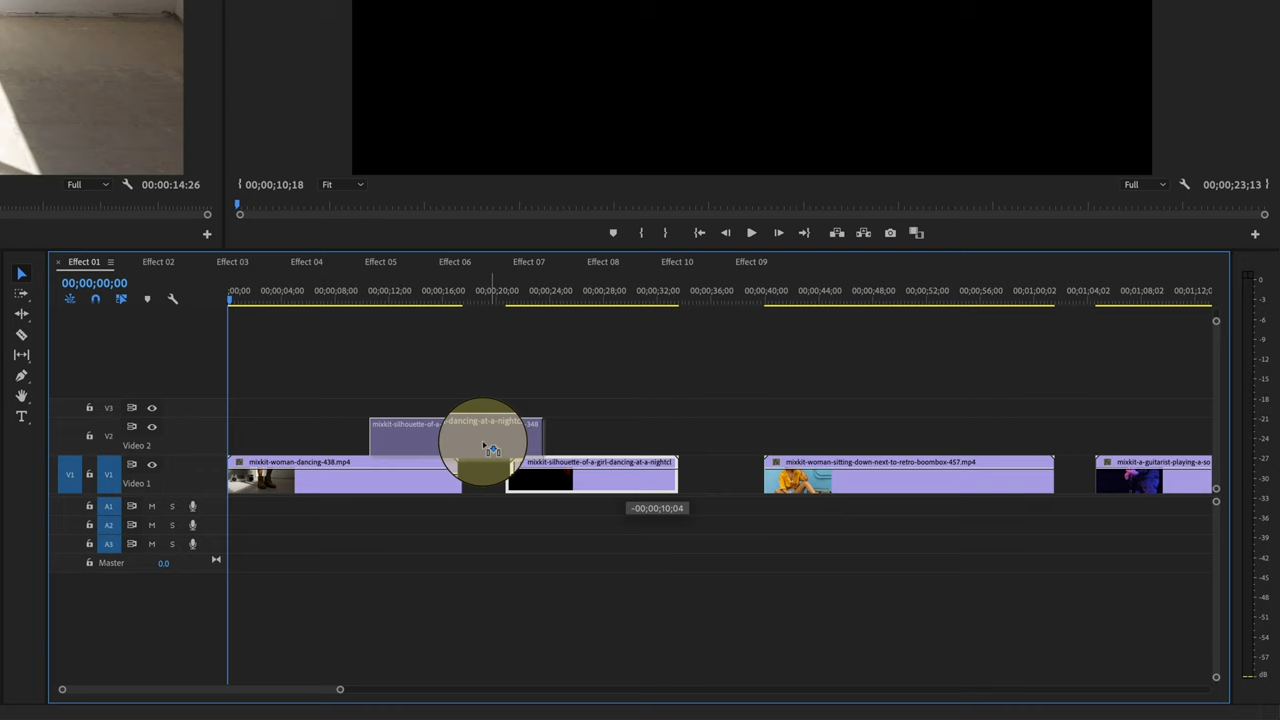 Full
00:00:14:26
00;00;10;18
Fit
Full
00;00;23;13
× Effect 01
Effect 02
Effect 03
Effect 04
Effect 05
Effect 06
Effect 07
Effect 08
Effect 10
Effect 09
00;00;00;00
;00;00
00;00;04;00
00;00;08;00
00;00;12;00
00;00;16;00
00;00;20;00
00;00;24;00
00;00;28;00
00;00;32;00
00;00;36;00
00;00;40;00
00;00;44;00
00;00;48;00
00;00;52;00
00;00;56;00
00;01;00;02
00;01;04;02
00;01;08;02
00;01;12;0
V3
V2
Video 2
mixkit-silhouette-of-a-
-dancing-at-a-nightc
-348
V1
V1
Video 1
mixkit-woman-dancing-438.mp4
mixkit-silhouette-of-a-girl-dancing-at-a-nightcl
mixkit-woman-sitting-down-next-to-retro-boombox-457.mp4
mixkit-a-guitarist-playing-a-so
-00;00;10;04
A1
M
S
A2
M
S
A3
M
S
Master
0.0
0
-3
-6
-9
-12
-15
-18
-21
-24
-27
-30
-33
-36
-39
-42
-45
-48
-51
-54
-57
dB